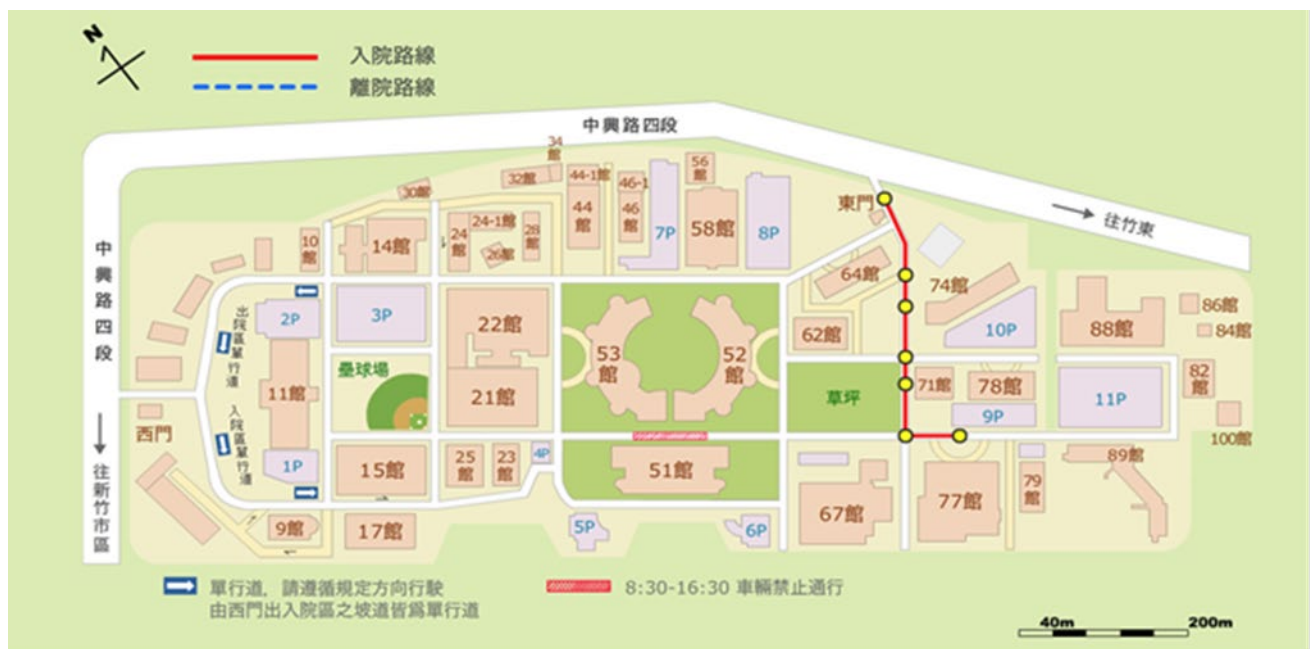 N
入院路線
離院路線
中興路四段
34館
32館
44-1館
46-1
56館
30館
東門
往竹東
10館
14館
24館
24-1館
26館
28館
44館
46館
7P
58館
8P
64館
74館
10P
88館
86館
84館
中興路四段
往新竹市區
2P
3P
22館
53館
52館
62館
出院區單行道
11館
壘球場
21館
草坪
71館
78館
9P
11P
82館
100館
西門
入院區單行道
1P
15館
25館
23館
4P
51館
67館
77館
79館
89館
9館
17館
5P
6P
單行道, 請遵循規定方向行駛
由西門出入院區之坡道皆為單行道
8:30-16:30 車輛禁止通行
40m
200m